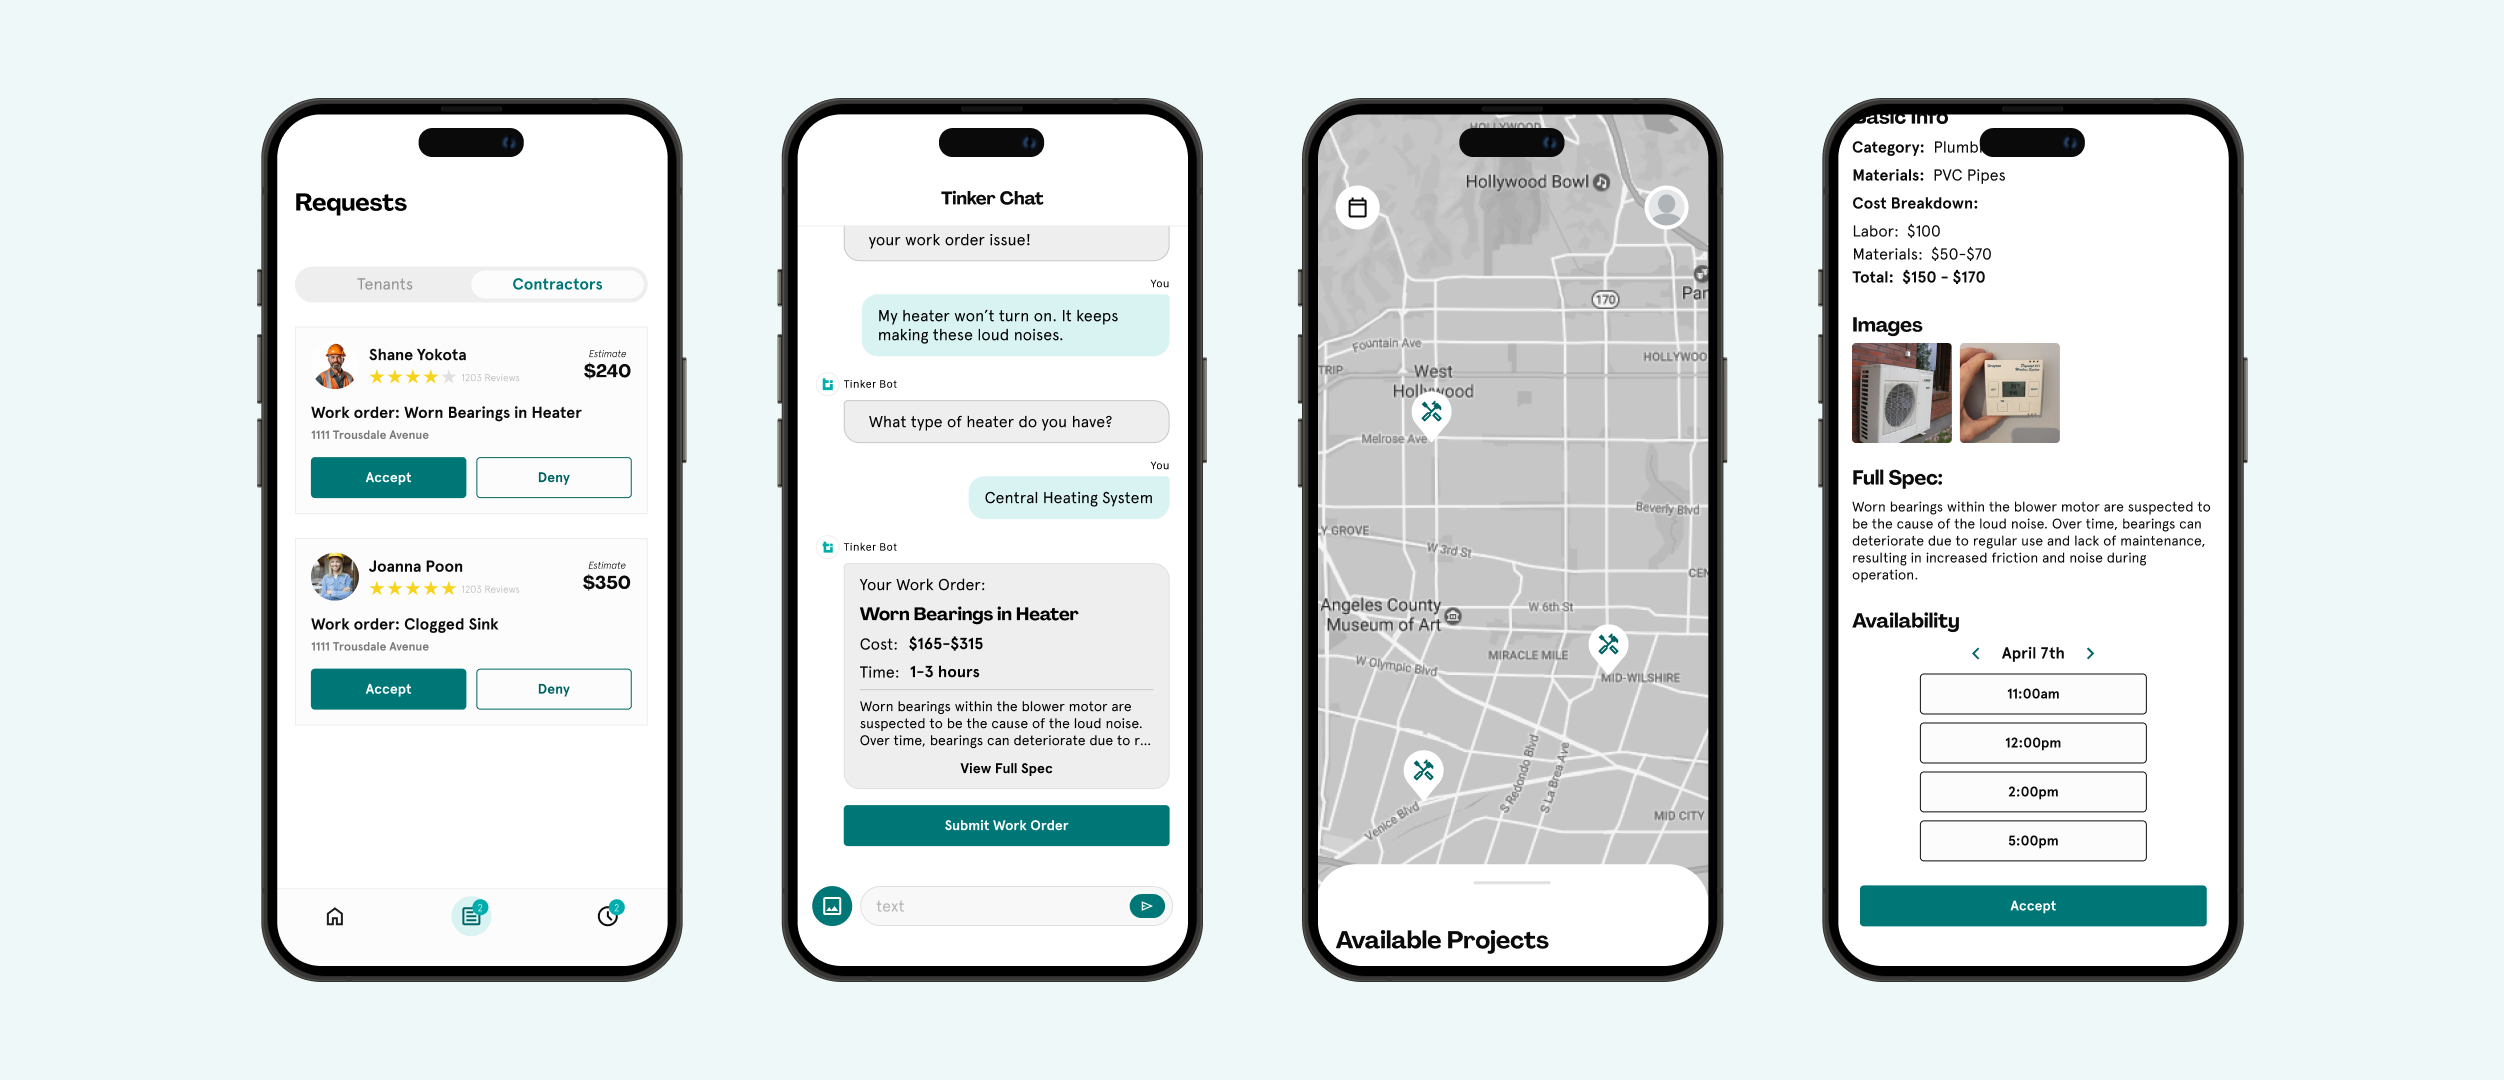 Requests
Tenants
Contractors
Shane Yokota
1203 Reviews
Estimate
$240
Work order: Worn Bearings in Heater
1111 Trousdale Avenue
Accept
Deny
Joanna Poon
1203 Reviews
Estimate
$350
Work order: Clogged Sink
1111 Trousdale Avenue
Accept
Deny
2
2
Tinker Chat
your work order issue!
You
My heater won’t turn on. It keeps
making these loud noises.
Tinker Bot
What type of heater do you have?
You
Central Heating System
Tinker Bot
Your Work Order:
Worn Bearings in Heater
Cost: $165-$315
Time: 1-3 hours
Worn bearings within the blower motor are
suspected to be the cause of the loud noise.
Over time, bearings can deteriorate due to r...
View Full Spec
Submit Work Order
text
HOLLYWOOD
Hollywood Bowl
170
Par
Fountain Ave
HOLLYWOO
TRIP
West
Hollywood
Melrose Ave
Beverly Blvd
Y GROVE
W 3rd St
CEN
Angeles County
Museum of Art
W 6th St
MIRACLE MILE
W Olympic Blvd
MID-WILSHIRE
S Redondo Blvd
S La Brea Ave
Venice Blvd
MID CITY
Available Projects
Basic Info
Category: Plumbi
Materials: PVC Pipes
Cost Breakdown:
Labor: $100
Materials: $50-$70
Total: $150 - $170
Images
Full Spec:
Worn bearings within the blower motor are suspected to
be the cause of the loud noise. Over time, bearings can
deteriorate due to regular use and lack of maintenance,
resulting in increased friction and noise during
operation.
Availability
April 7th
11:00am
12:00pm
2:00pm
5:00pm
Accept